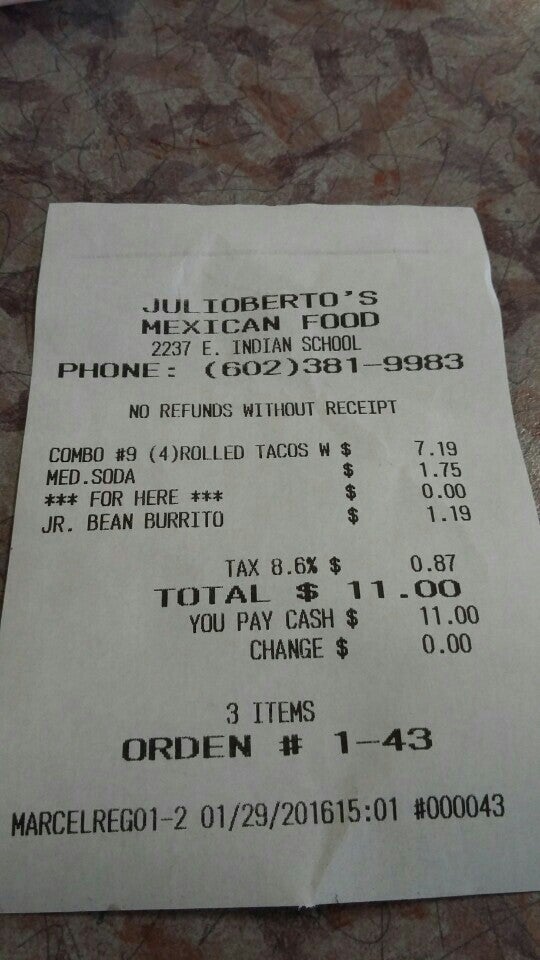 JULIOBERTO'S
MEXICAN FOOD
2237 E. INDIAN SCHOOL
PHONE: (602)381-9983
NO REFUNDS WITHOUT RECEIPT
COMBO #9 (4)ROLLED TACOS W $ 7.19
MED.SODA $ 1.75
*** FOR HERE *** $ 0.00
JR. BEAN BURRITO $ 1.19
TAX 8.6% $ 0.87
TOTAL $ 11.00
YOU PAY CASH $ 11.00
CHANGE $ 0.00
3 ITEMS
ORDEN # 1-43
MARCELREG01-2 01/29/201615:01 #000043